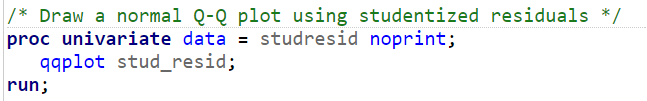 /* Draw a normal Q-Q plot using studentized residuals */
proc univariate data = studresid noprint;
qqplot stud_resid;
run;